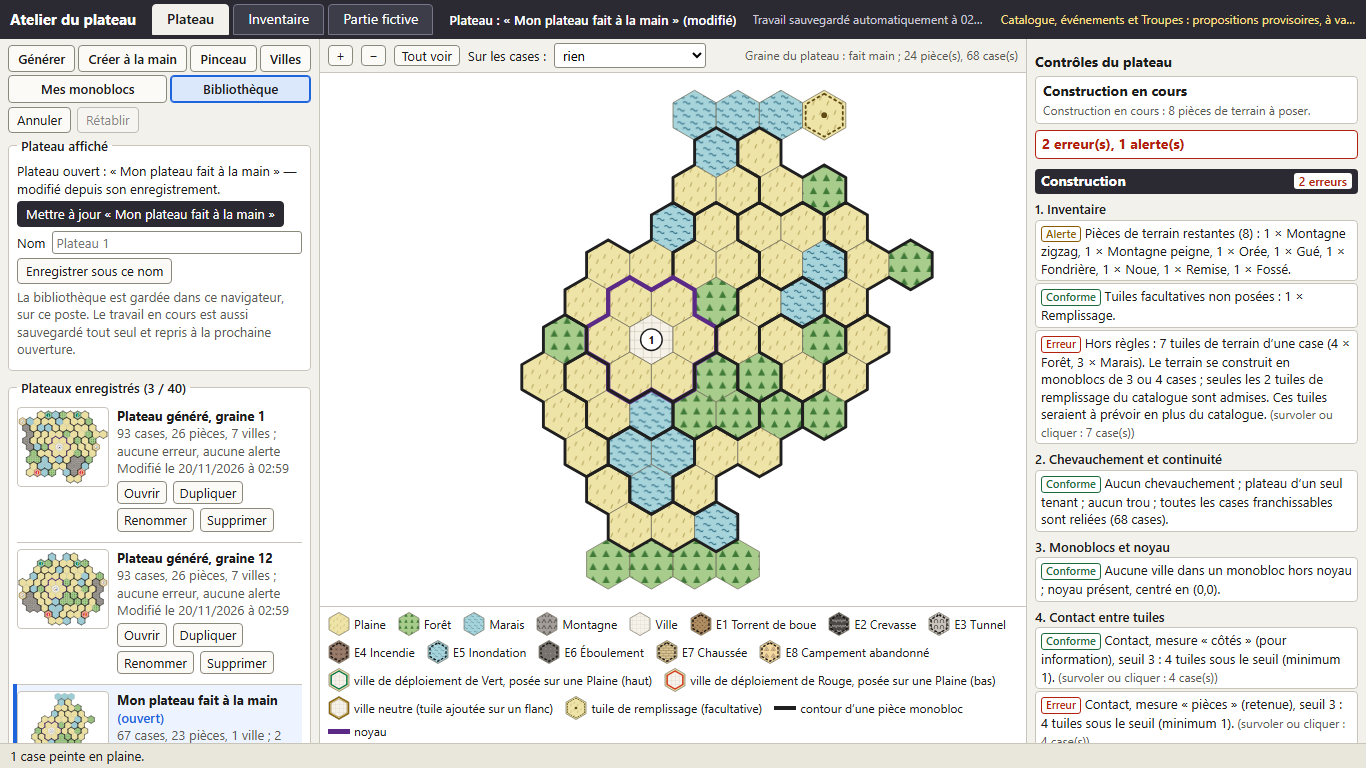 Atelier du plateau
Plateau
Inventaire
Partie fictive
Plateau : « Mon plateau fait à la main » (modifié)
Travail sauvegardé automatiquement à 02...
Catalogue, événements et Troupes : propositions provisoires, à va...
Générer
Créer à la main
Pinceau
Villes
Mes monoblocs
Bibliothèque
Annuler
Rétablir
Plateau affiché
Plateau ouvert : « Mon plateau fait à la main » —
modifié depuis son enregistrement.
Mettre à jour « Mon plateau fait à la main »
Nom
Plateau 1
Enregistrer sous ce nom
La bibliothèque est gardée dans ce navigateur,
sur ce poste. Le travail en cours est aussi
sauvegardé tout seul et repris à la prochaine
ouverture.
Plateaux enregistrés (3 / 40)
Plateau généré, graine 1
93 cases, 26 pièces, 7 villes ;
aucune erreur, aucune alerte
Modifié le 20/11/2026 à 02:59
Ouvrir
Dupliquer
Renommer
Supprimer
Plateau généré, graine 12
93 cases, 26 pièces, 7 villes ;
aucune erreur, aucune alerte
Modifié le 20/11/2026 à 02:59
Ouvrir
Dupliquer
Renommer
Supprimer
Mon plateau fait à la main
(ouvert)
67 cases, 23 pièces, 1 ville ; 2
+
−
Tout voir
Sur les cases :
rien
Graine du plateau : fait main ; 24 pièce(s), 68 case(s)
1
Plaine
Forêt
Marais
Montagne
Ville
E1 Torrent de boue
E2 Crevasse
E3 Tunnel
E4 Incendie
E5 Inondation
E6 Éboulement
E7 Chaussée
E8 Campement abandonné
ville de déploiement de Vert, posée sur une Plaine (haut)
ville de déploiement de Rouge, posée sur une Plaine (bas)
ville neutre (tuile ajoutée sur un flanc)
tuile de remplissage (facultative)
contour d'une pièce monobloc
noyau
Contrôles du plateau
Construction en cours
Construction en cours : 8 pièces de terrain à poser.
2 erreur(s), 1 alerte(s)
Construction
2 erreurs
1. Inventaire
Alerte Pièces de terrain restantes (8) : 1 × Montagne
zigzag, 1 × Montagne peigne, 1 × Orée, 1 × Gué, 1 ×
Fondrière, 1 × Noue, 1 × Remise, 1 × Fossé.
Conforme Tuiles facultatives non posées : 1 ×
Remplissage.
Erreur Hors règles : 7 tuiles de terrain d'une case (4 ×
Forêt, 3 × Marais). Le terrain se construit en
monoblocs de 3 ou 4 cases ; seules les 2 tuiles de
remplissage du catalogue sont admises. Ces tuiles
seraient à prévoir en plus du catalogue. (survoler ou
cliquer : 7 case(s))
2. Chevauchement et continuité
Conforme Aucun chevauchement ; plateau d'un seul
tenant ; aucun trou ; toutes les cases franchissables
sont reliées (68 cases).
3. Monoblocs et noyau
Conforme Aucune ville dans un monobloc hors noyau
; noyau présent, centré en (0,0).
4. Contact entre tuiles
Conforme Contact, mesure « côtés » (pour
information), seuil 3 : 4 tuiles sous le seuil (minimum
1). (survoler ou cliquer : 4 case(s))
Erreur Contact, mesure « pièces » (retenue), seuil 3 :
4 tuiles sous le seuil (minimum 1). (survoler ou cliquer :
4 case(s))
1 case peinte en plaine.